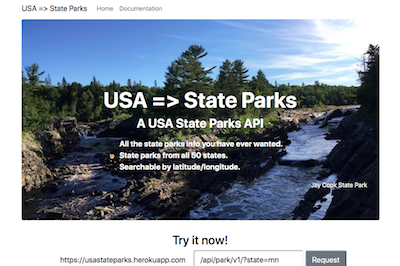 USA => State Parks Home Documentation
USA => State Parks
A USA State Parks API
All the state parks info you have ever wanted.
State parks from all 50 states.
Searchable by latitude/longitude.
Jay Cook State Park
Try it now!
https://usastateparks.herokuapp.com /api/park/v1/?state=mn Request